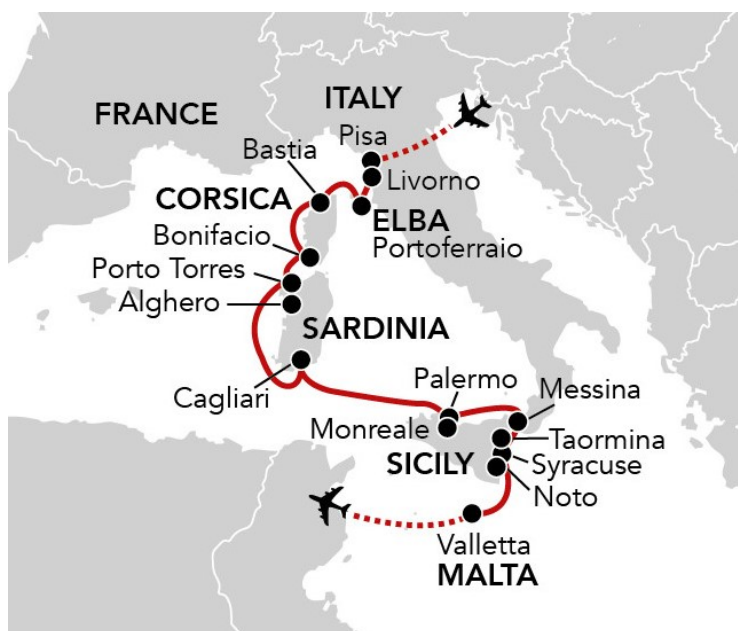 FRANCE
ITALY
Pisa
Bastia
Livorno
CORSICA
ELBA
Portoferraio
Bonifacio
Porto Torres
Alghero
SARDINIA
Cagliari
Palermo
Messina
Monreale
Taormina
SICILY
Syracuse
Noto
Valletta
MALTA